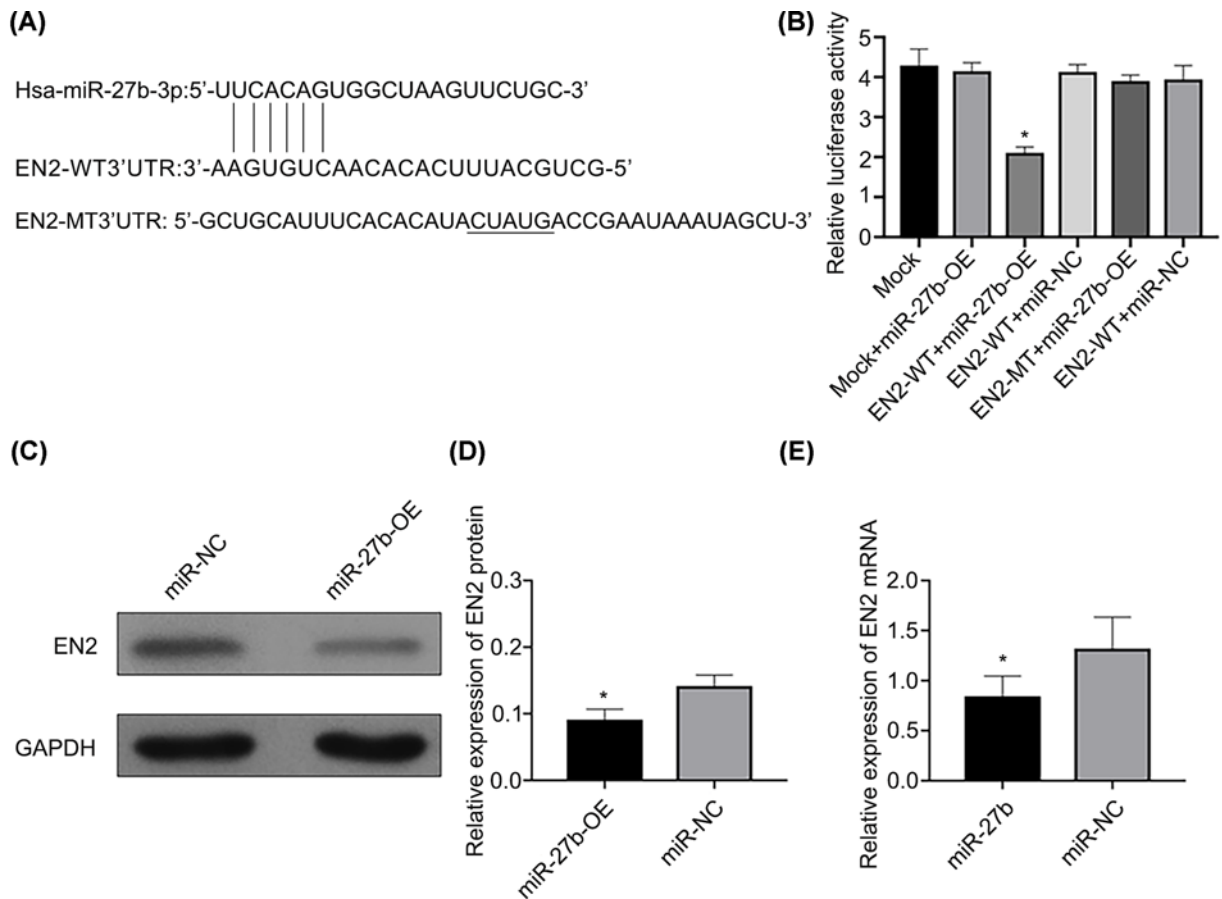 (A)
Hsa-miR-27b-3p:5’-UUCACAGUGGCUAAGUUCUGC-3’
EN2-WT3’UTR:3’-AAGUGUCAACACACUUUACGUCG-5’
EN2-MT3’UTR: 5’-GCUGCAUUUCACACAUACUAUGACCGAAUAAAUAGCU-3’
(B)
Relative luciferase activity
5
4
3
2
1
0
*
Mock
Mock+miR-27b-OE
EN2-WT+miR-27b-OE
EN2-WT+miR-NC
EN2-MT+miR-27b-OE
EN2-WT+miR-NC
(C)
miR-NC
miR-27b-OE
EN2
GAPDH
(D)
Relative expression of EN2 protein
0.3
0.2
0.1
0.0
*
miR-27b-OE
miR-NC
(E)
Relative expression of EN2 mRNA
2.0
1.5
1.0
0.5
0.0
*
miR-27b
miR-NC